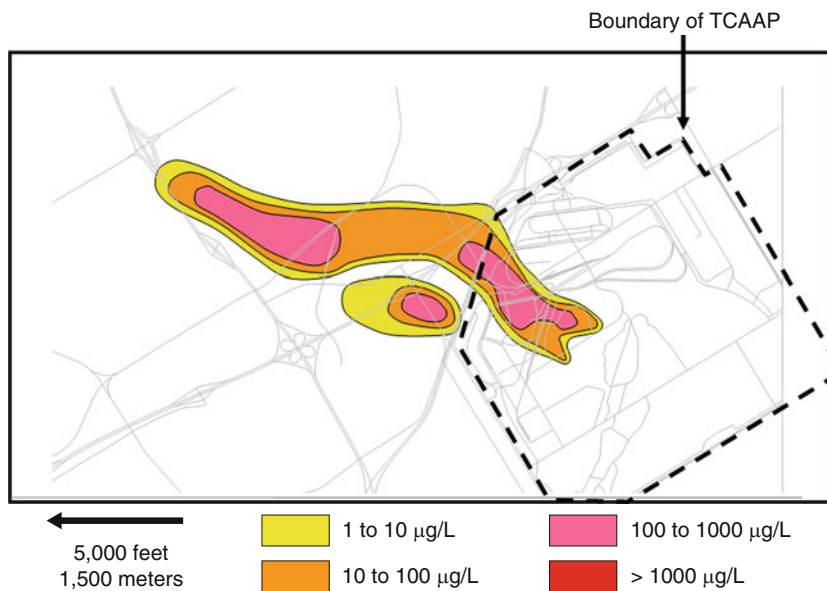 Boundary of TCAAP
5,000 feet
1,500 meters
1 to 10 μg/L
10 to 100 μg/L
100 to 1000 μg/L
> 1000 μg/L